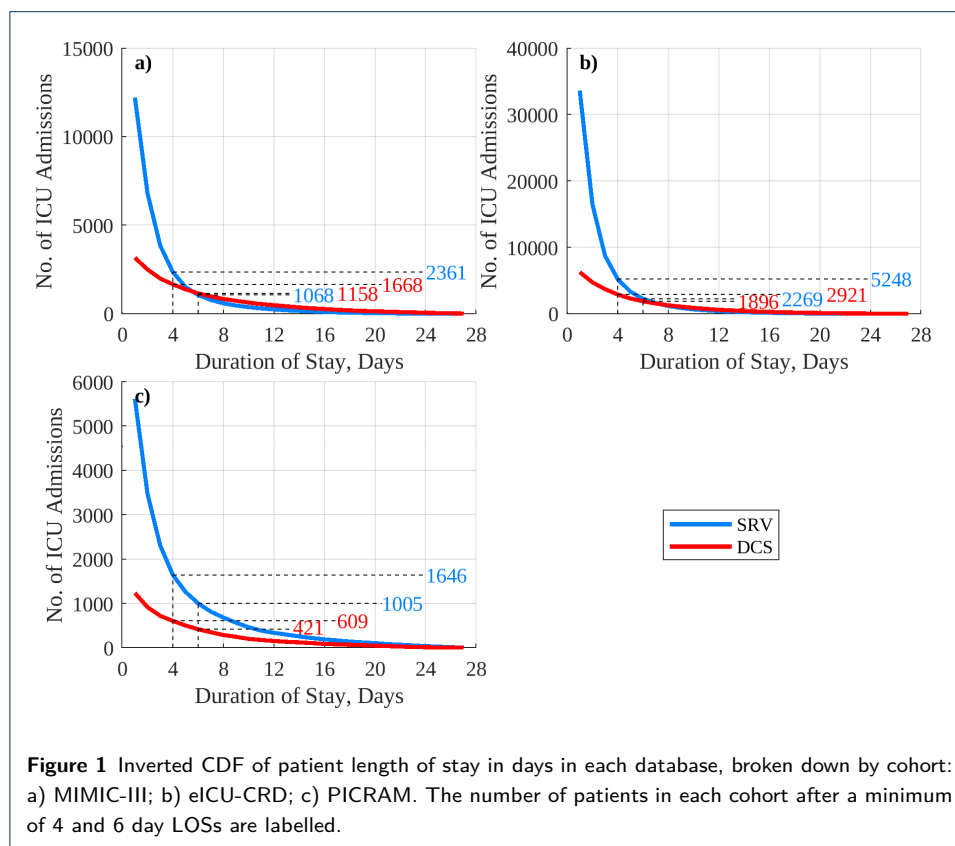 a)
15000
10000
5000
0
No. of ICU Admissions
2361
1668
1158
1068
0 4 8 12 16 20 24 28
Duration of Stay, Days
b)
40000
30000
20000
10000
0
No. of ICU Admissions
5248
2921
2269
1896
0 4 8 12 16 20 24 28
Duration of Stay, Days
c)
6000
5000
4000
3000
2000
1000
0
No. of ICU Admissions
1646
1005
609
421
0 4 8 12 16 20 24 28
Duration of Stay, Days
SRV
DCS
Figure 1 Inverted CDF of patient length of stay in days in each database, broken down by cohort:
a) MIMIC-III; b) eICU-CRD; c) PICRAM. The number of patients in each cohort after a minimum
of 4 and 6 day LOSs are labelled.